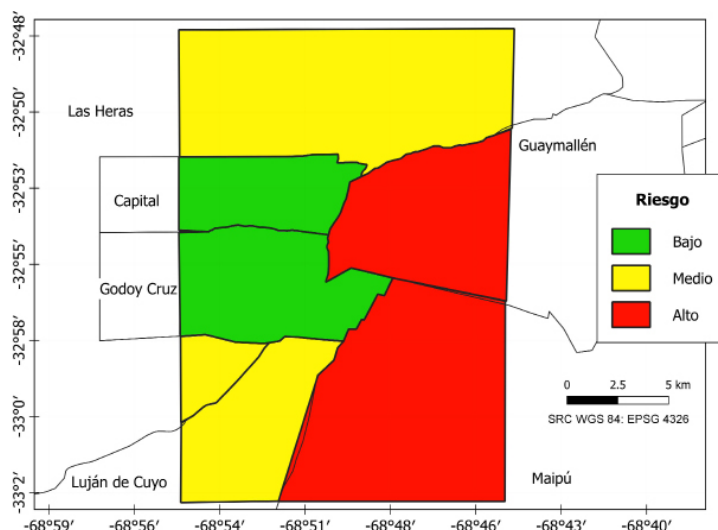 -32°48'
-32°50'
-32°53'
-32°55'
-32°58'
-33°0'
-33°2'
Las Heras
Guaymallén
Capital
Godoy Cruz
Luján de Cuyo
Maipú
Riesgo
Bajo
Medio
Alto
0 2.5 5 km
SRC WGS 84: EPSG 4326
-68°59' -68°56' -68°54' -68°51' -68°48' -68°46' -68°43' -68°40'